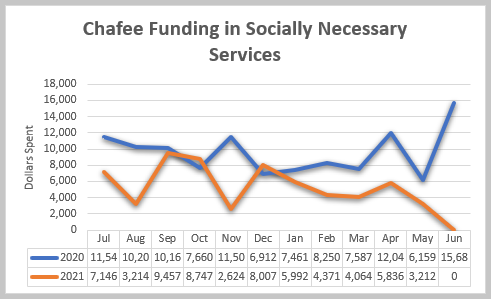 Chafee Funding in Socially Necessary
Services
Dollars Spent
18,000
16,000
14,000
12,000
10,000
8,000
6,000
4,000
2,000
0
Jul Aug Sep Oct Nov Dec Jan Feb Mar Apr May Jun
2020 11,54 10,20 10,16 7,660 11,50 6,912 7,461 8,250 7,587 12,04 6,159 15,68
2021 7,146 3,214 9,457 8,747 2,624 8,007 5,992 4,371 4,064 5,836 3,212 0